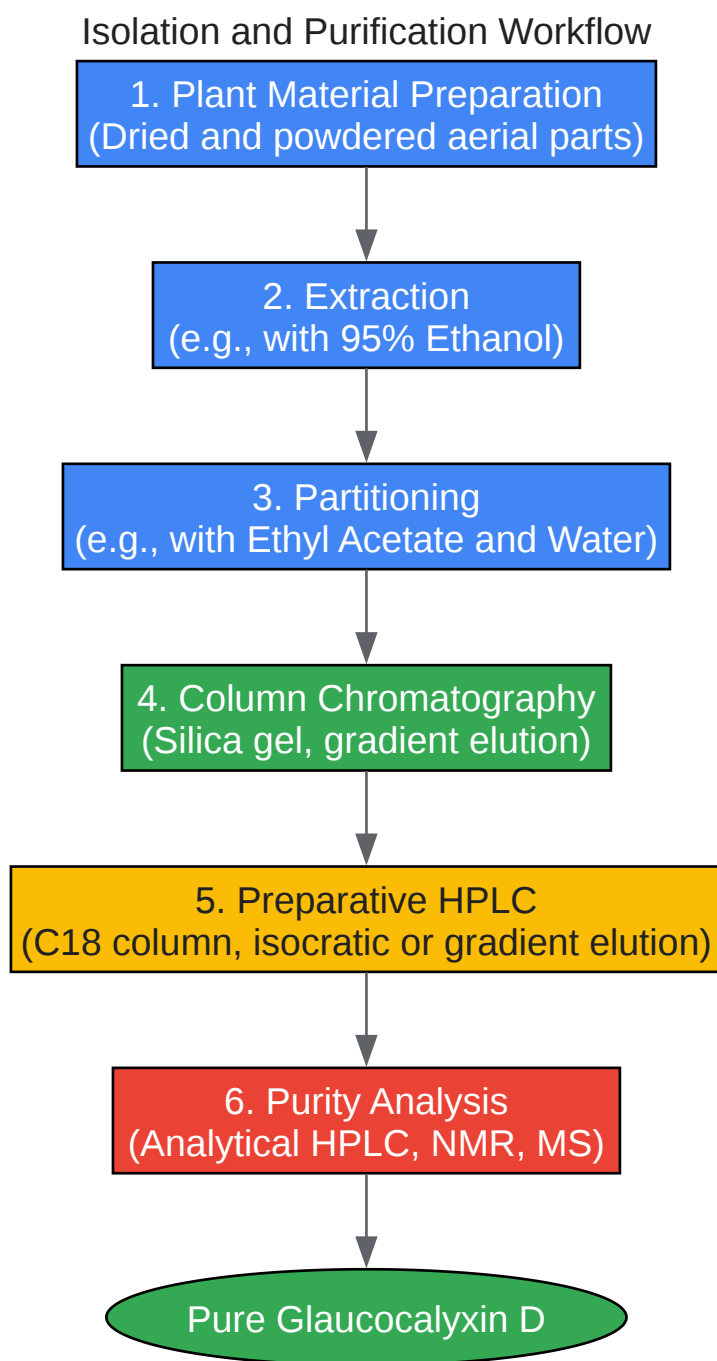 Isolation and Purification Workflow
1. Plant Material Preparation
(Dried and powdered aerial parts)
2. Extraction
(e.g., with 95% Ethanol)
3. Partitioning
(e.g., with Ethyl Acetate and Water)
4. Column Chromatography
(Silica gel, gradient elution)
5. Preparative HPLC
(C18 column, isocratic or gradient elution)
6. Purity Analysis
(Analytical HPLC, NMR, MS)
Pure Glaucocalyxin D